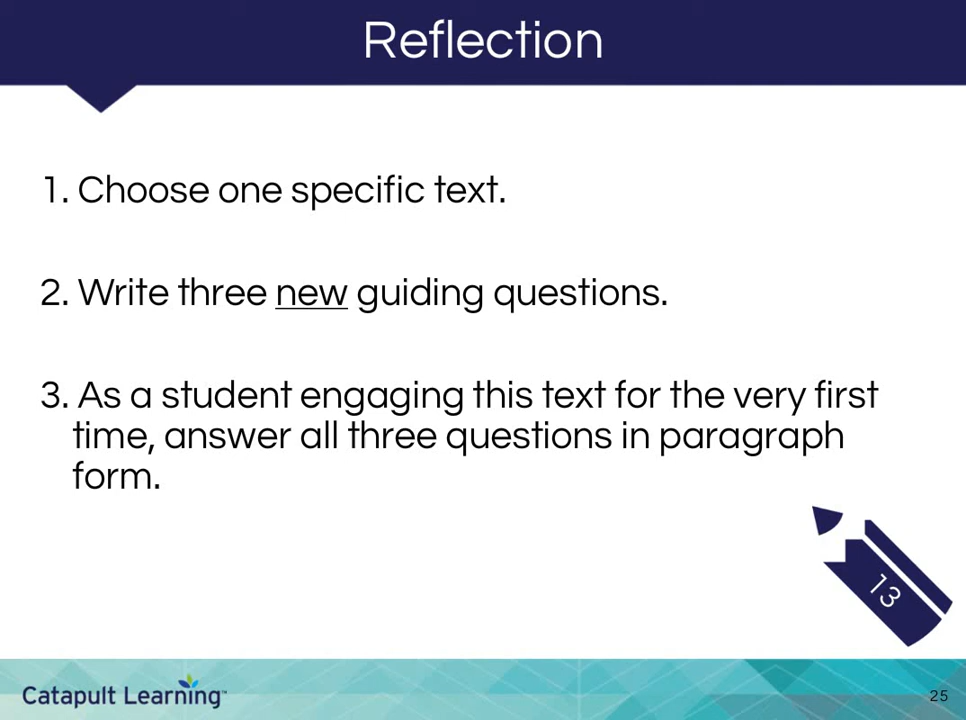 Reflection
1. Choose one specific text.
2. Write three new guiding questions.
3. As a student engaging this text for the very first
time, answer all three questions in paragraph
form.
13
Catapult Learning™
25